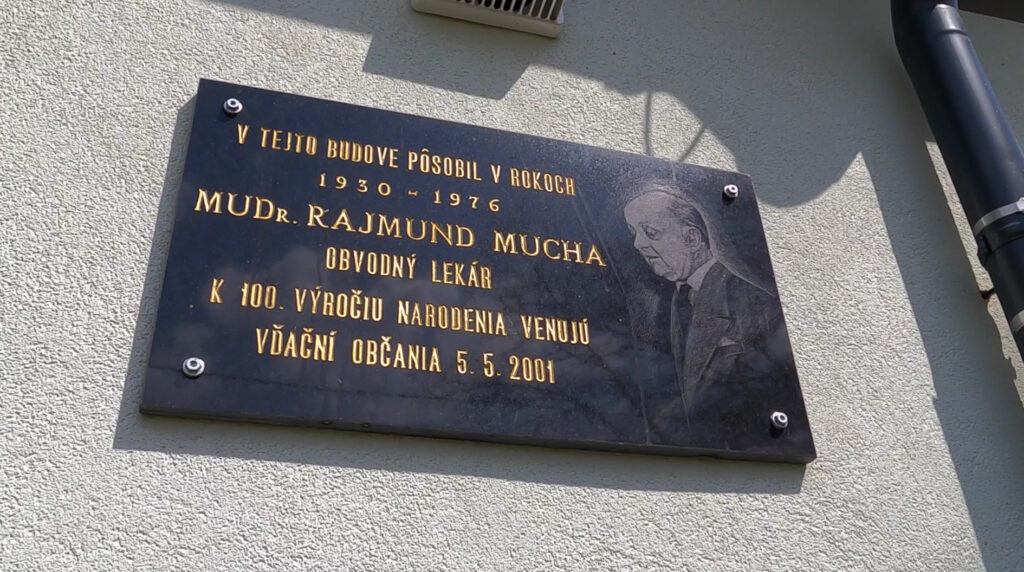 V TEJTO BUDOVE PÔSOBIL V ROKOCH
1930 - 1976
MUDr. RAJMUND MUCHA
OBVODNÝ LEKÁR
K 100. VÝROČIU NARODENIA VENUJÚ
VĎAČNÍ OBČANIA 5. 5. 2001